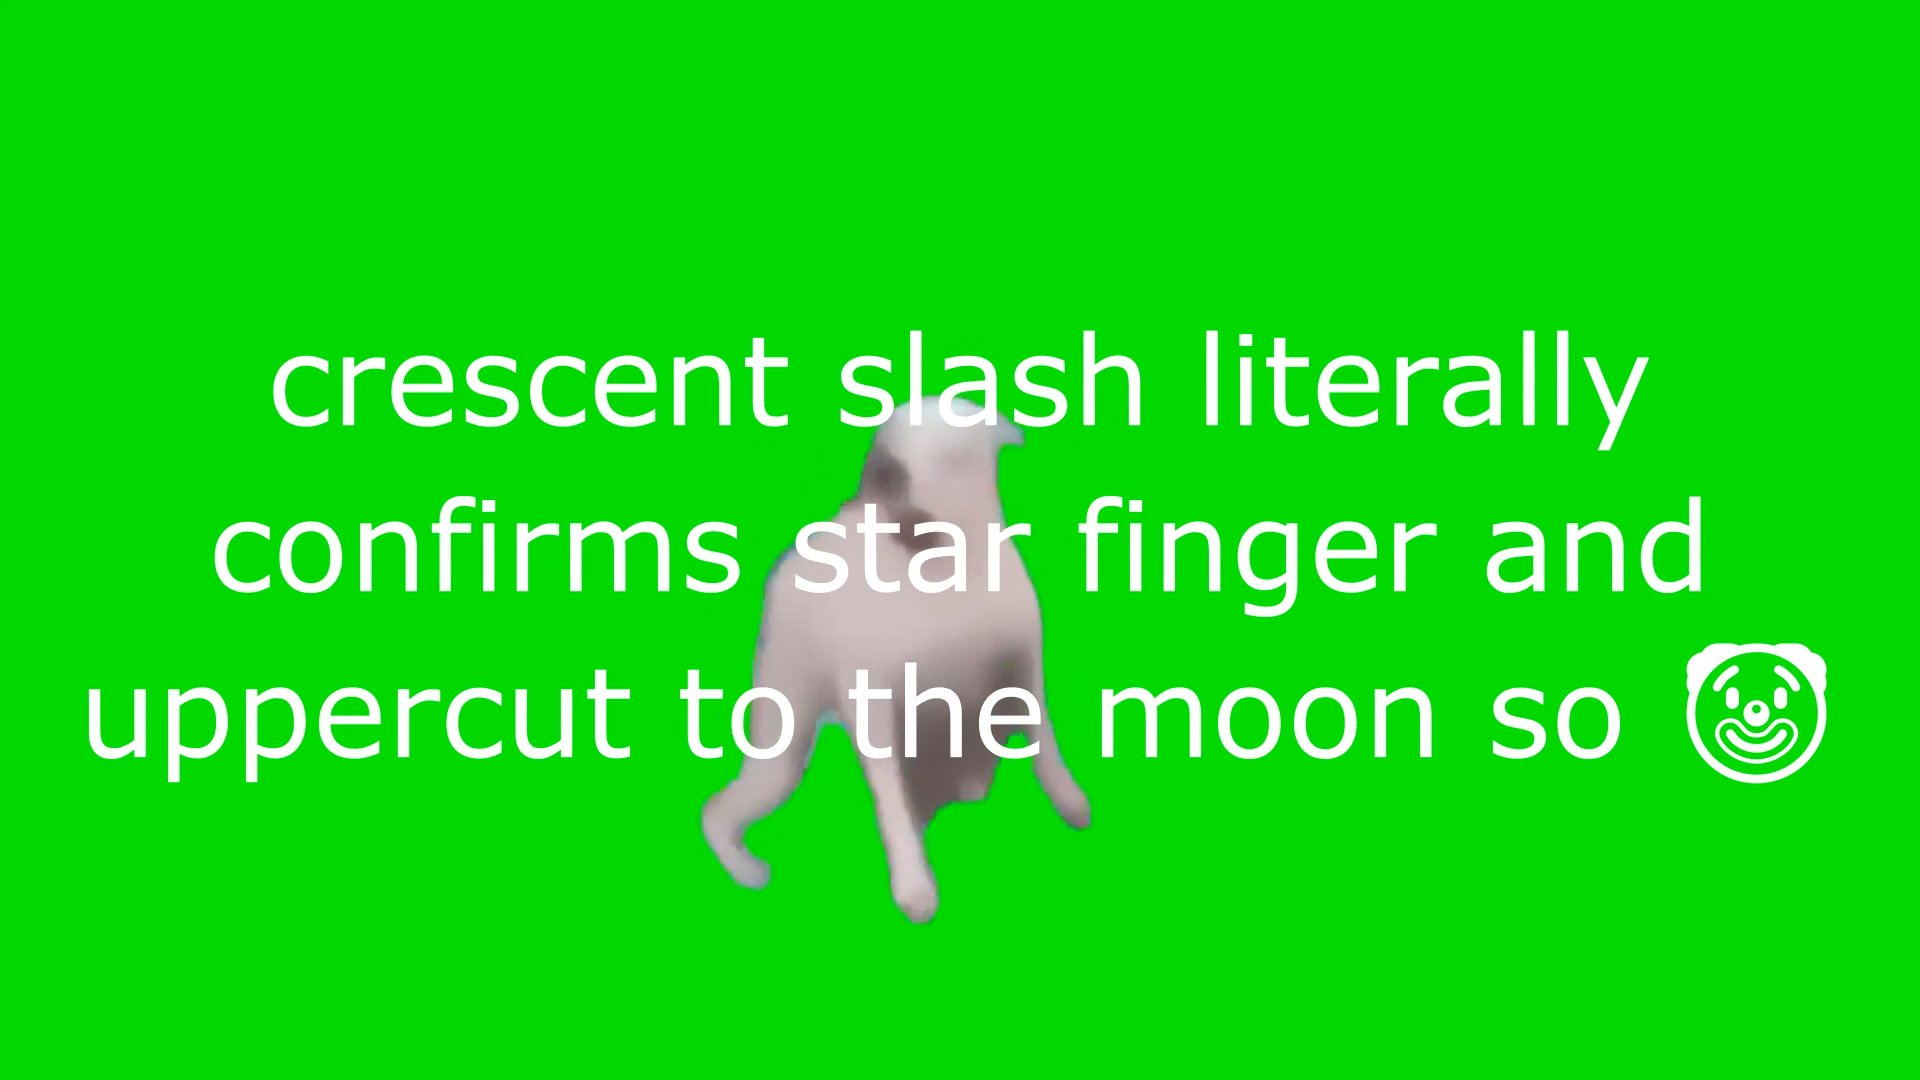 crescent slash literally
confirms star finger and
uppercut to the moon so 🤡